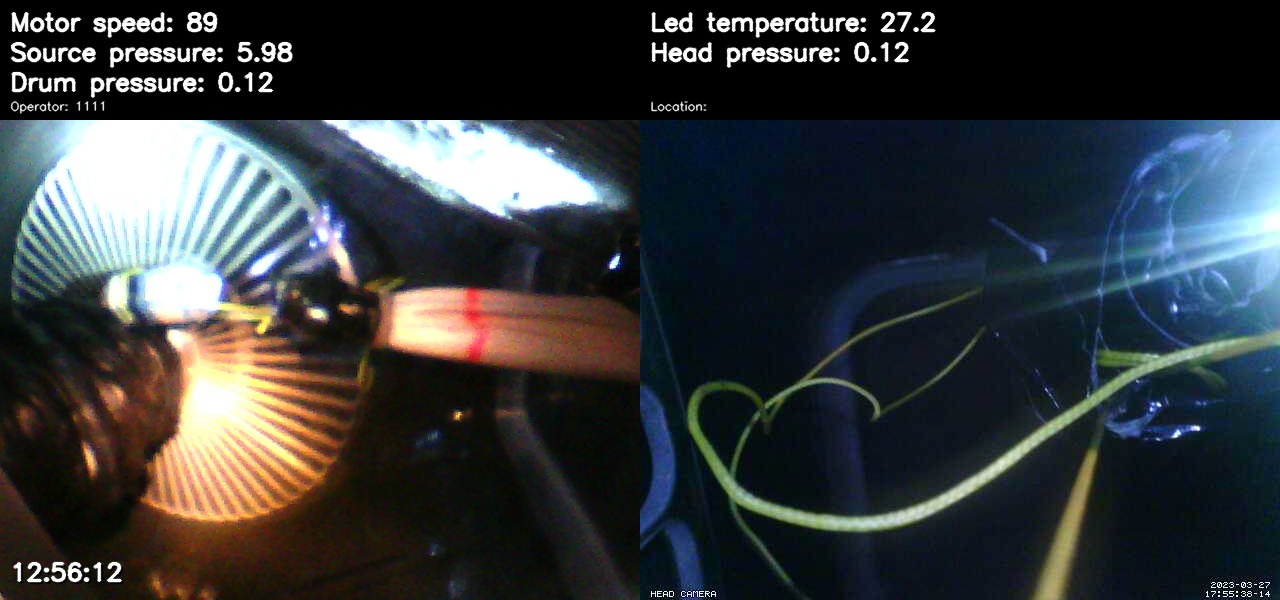 Motor speed: 89
Source pressure: 5.98
Drum pressure: 0.12
Operator: 1111
Led temperature: 27.2
Head pressure: 0.12
Location:
12:56:12
HEAD CAMERA
2023-03-27
17:55:38-14